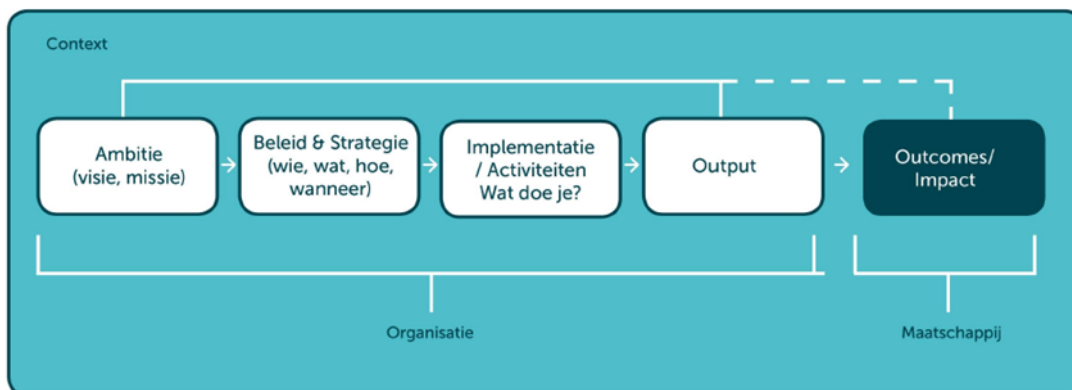 Context
Ambitie
(visie, missie)
Beleid & Strategie
(wie, wat, hoe,
wanneer)
Implementatie
/ Activiteiten
Wat doe je?
Output
Outcomes/
Impact
Organisatie
Maatschappij